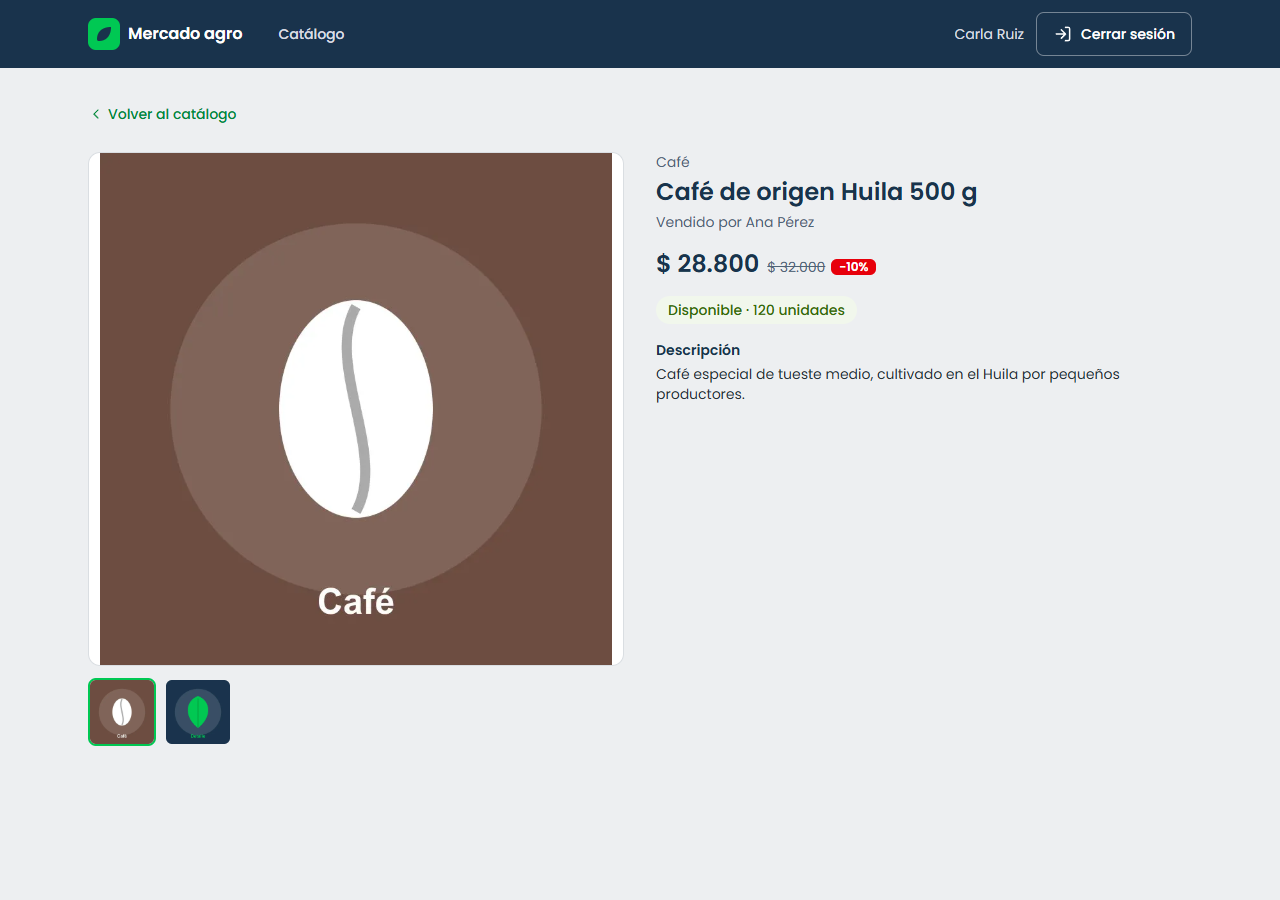 Mercado agro
Catálogo
Carla Ruiz
Cerrar sesión
Volver al catálogo
Café
Café
Café de origen Huila 500 g
Vendido por Ana Pérez
$ 28.800 $ 32.000 -10%
Disponible · 120 unidades
Descripción
Café especial de tueste medio, cultivado en el Huila por pequeños
productores.
Café